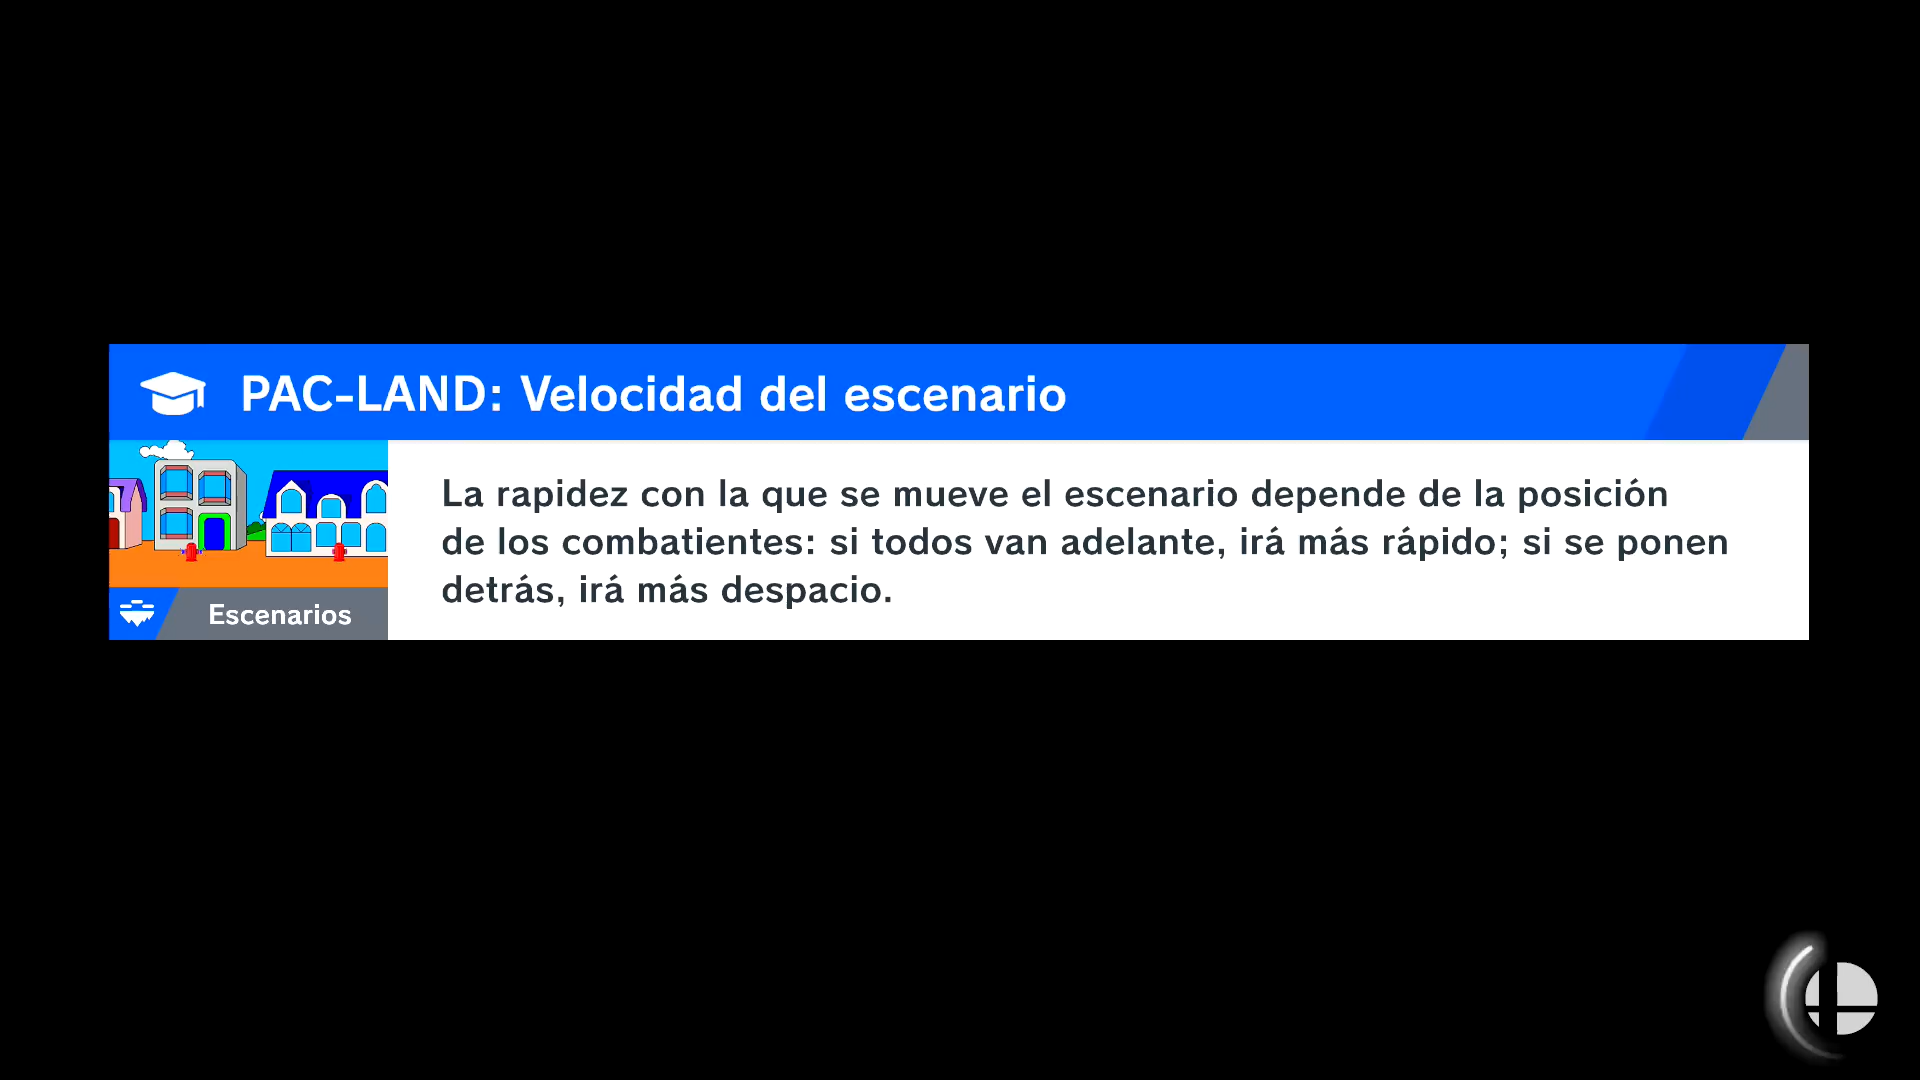 PAC-LAND: Velocidad del escenario
La rapidez con la que se mueve el escenario depende de la posición
de los combatientes: si todos van adelante, irá más rápido; si se ponen
detrás, irá más despacio.
Escenarios